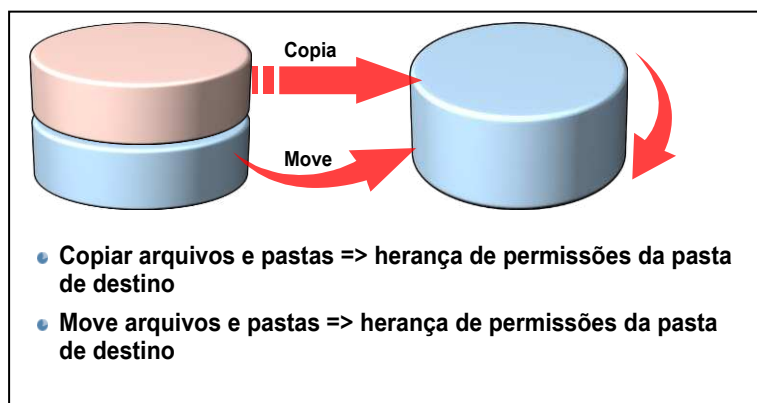 Copia
Move
Copiar arquivos e pastas => herança de permissões da pasta
de destino
Move arquivos e pastas => herança de permissões da pasta
de destino